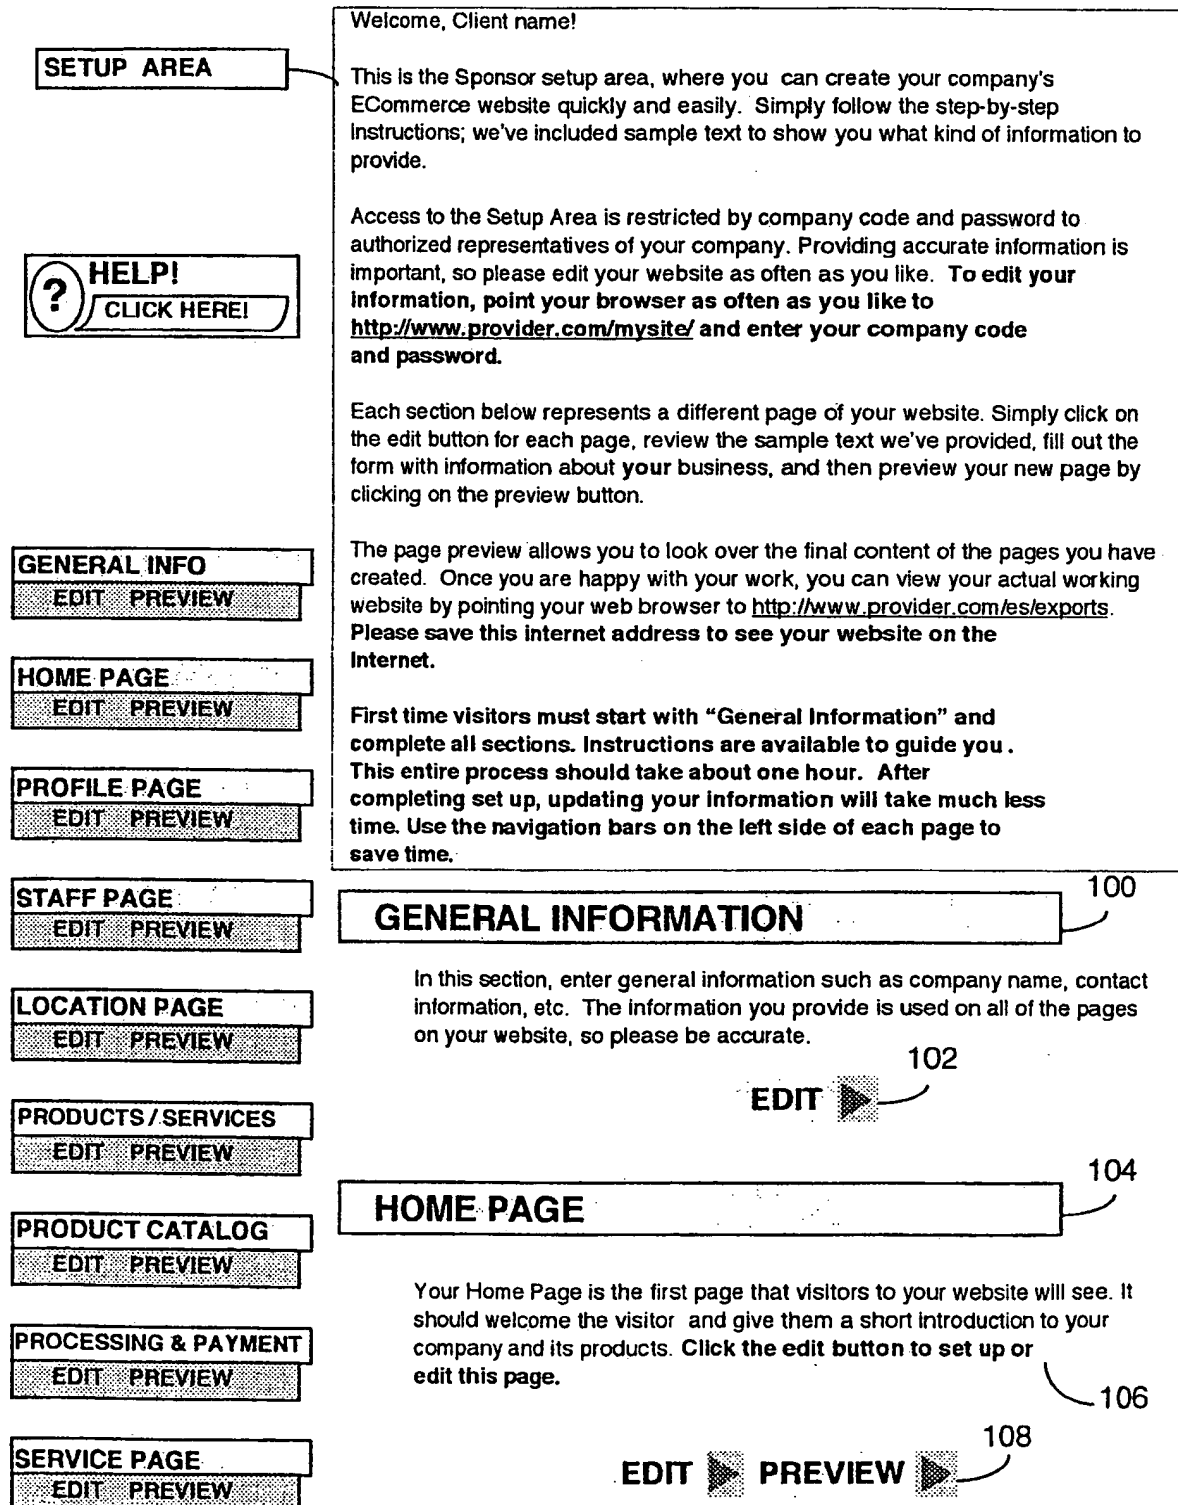 SETUP AREA
HELP!
?
CLICK HERE!
GENERAL INFO
EDIT PREVIEW
HOME PAGE
EDIT PREVIEW
PROFILE PAGE
EDIT PREVIEW
STAFF PAGE
EDIT PREVIEW
LOCATION PAGE
EDIT PREVIEW
PRODUCTS / SERVICES
EDIT PREVIEW
PRODUCT CATALOG
EDIT PREVIEW
PROCESSING & PAYMENT
EDIT PREVIEW
SERVICE PAGE
EDIT PREVIEW
Welcome, Client name!
This is the Sponsor setup area, where you can create your company's
ECommerce website quickly and easily. Simply follow the step-by-step
Instructions; we've included sample text to show you what kind of information to
provide.
Access to the Setup Area is restricted by company code and password to
authorized representatives of your company. Providing accurate information is
important, so please edit your website as often as you like. To edit your
information, point your browser as often as you like to
http://www.provider.com/mysite/ and enter your company code
and password.
Each section below represents a different page of your website. Simply click on
the edit button for each page, review the sample text we've provided, fill out the
form with information about your business, and then preview your new page by
clicking on the preview button.
The page preview allows you to look over the final content of the pages you have
created. Once you are happy with your work, you can view your actual working
website by pointing your web browser to http://www.provider.com/es/exports.
Please save this internet address to see your website on the
Internet.
First time visitors must start with "General Information" and
complete all sections. Instructions are available to guide you .
This entire process should take about one hour. After
completing set up, updating your information will take much less
time. Use the navigation bars on the left side of each page to
save time.
100
GENERAL INFORMATION
In this section, enter general information such as company name, contact
information, etc. The information you provide is used on all of the pages
on your website, so please be accurate.
102
EDIT
104
HOME PAGE
Your Home Page is the first page that visitors to your website will see. It
should welcome the visitor and give them a short introduction to your
company and its products. Click the edit button to set up or
edit this page.
106
108
EDIT PREVIEW